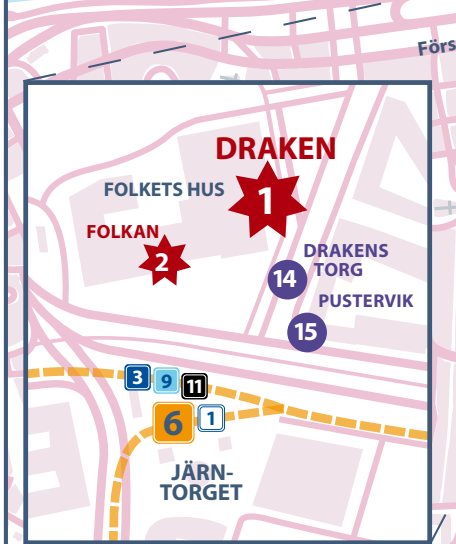 Förs
DRAKEN
1
FOLKETS HUS
FOLKAN
2
DRAKENS
TORG
14
PUSTERVIK
15
3 9 11
6 1
JÄRN-
TORGET